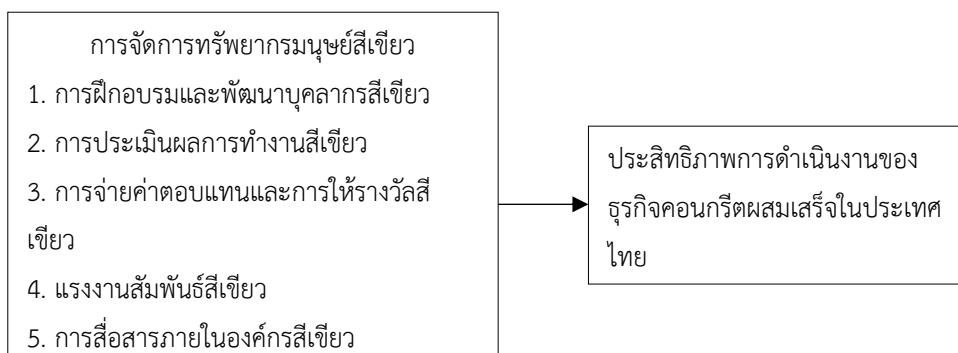 การจัดการทรัพยากรมนุษย์สีเขียว
1. การฝึกอบรมและพัฒนาบุคลากรสีเขียว
2. การประเมินผลการทำงานสีเขียว
3. การจ่ายค่าตอบแทนและการให้รางวัลสี
เขียว
4. แรงงานสัมพันธ์สีเขียว
5. การสื่อสารภายในองค์กรสีเขียว
ประสิทธิภาพการดำเนินงานของ
ธุรกิจคอนกรีตผสมเสร็จในประเทศ
ไทย